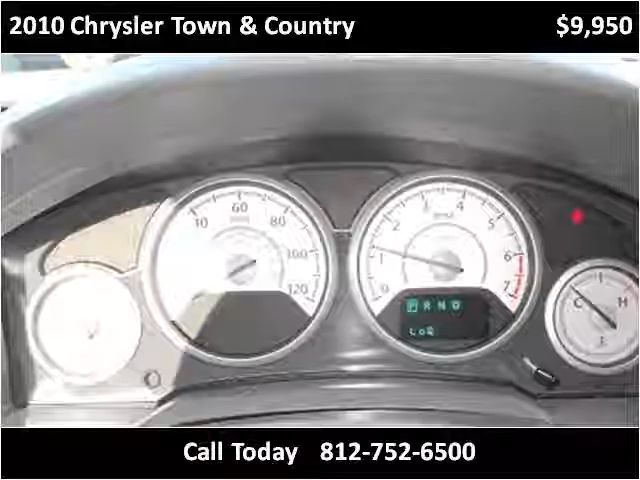 2010 Chrysler Town & Country $9,950
40 60 80 100 120
0 1 2 3 4 5 6 7
P R N D
C H
Call Today 812-752-6500